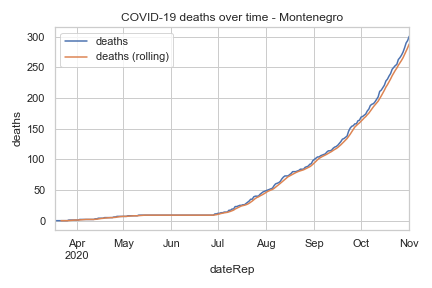 COVID-19 deaths over time - Montenegro
deaths
deaths (rolling)
300
250
200
150
100
50
0
deaths
Apr May Jun Jul Aug Sep Oct Nov
2020
dateRep